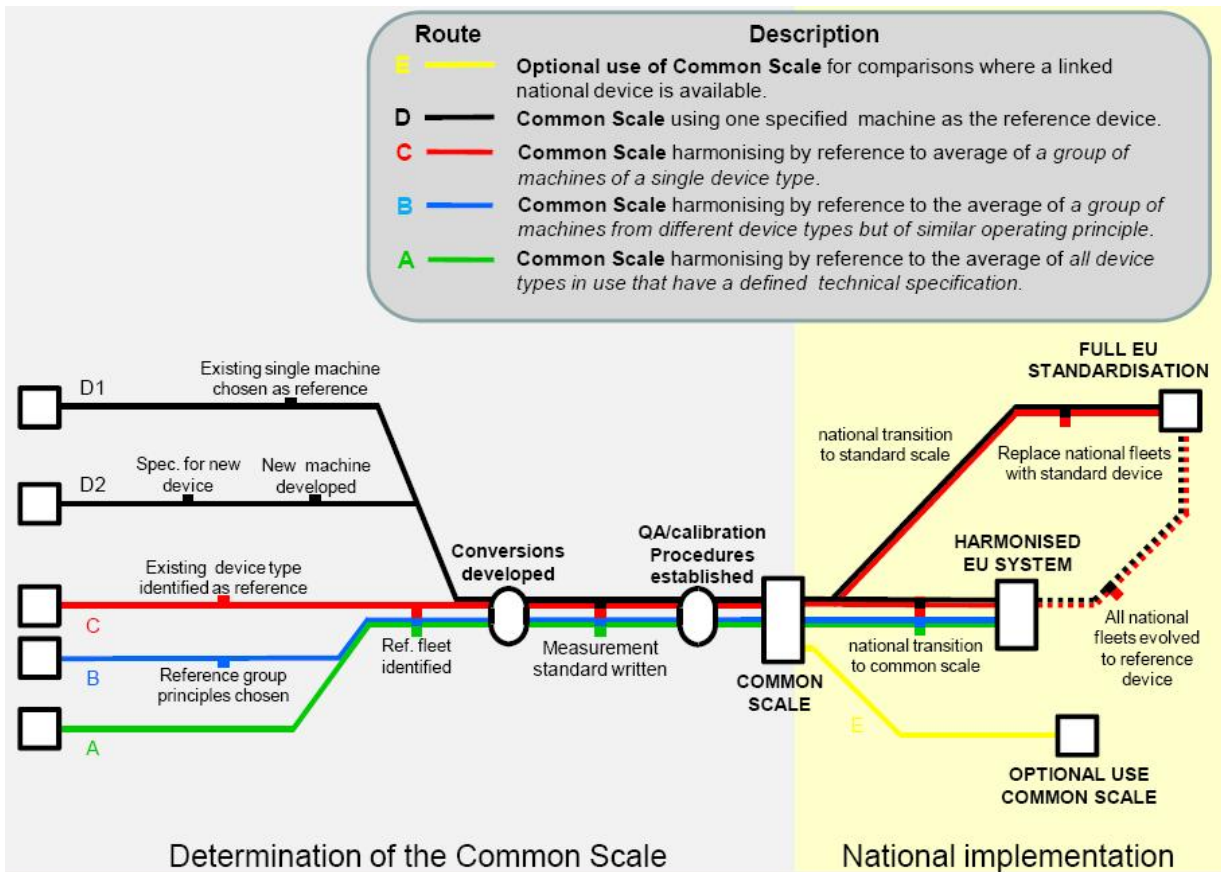 Route Description
E Optional use of Common Scale for comparisons where a linked
national device is available.
D Common Scale using one specified machine as the reference device.
C Common Scale harmonising by reference to average of a group of
machines of a single device type.
B Common Scale harmonising by reference to the average of a group of
machines from different device types but of similar operating principle.
A Common Scale harmonising by reference to the average of all device
types in use that have a defined technical specification.
D1
Existing single machine
chosen as reference
D2
Spec. for new
device
New machine
developed
Existing device type
identified as reference
C
B
Reference group
principles chosen
A
Ref. fleet
identified
Conversions
developed
Measurement
standard written
QA/calibration
Procedures
established
COMMON
SCALE
national transition
to standard scale
FULL EU
STANDARDISATION
Replace national fleets
with standard device
HARMONISED
EU SYSTEM
national transition
to common scale
All national
fleets evolved
to reference
device
E
OPTIONAL USE
COMMON SCALE
Determination of the Common Scale
National implementation